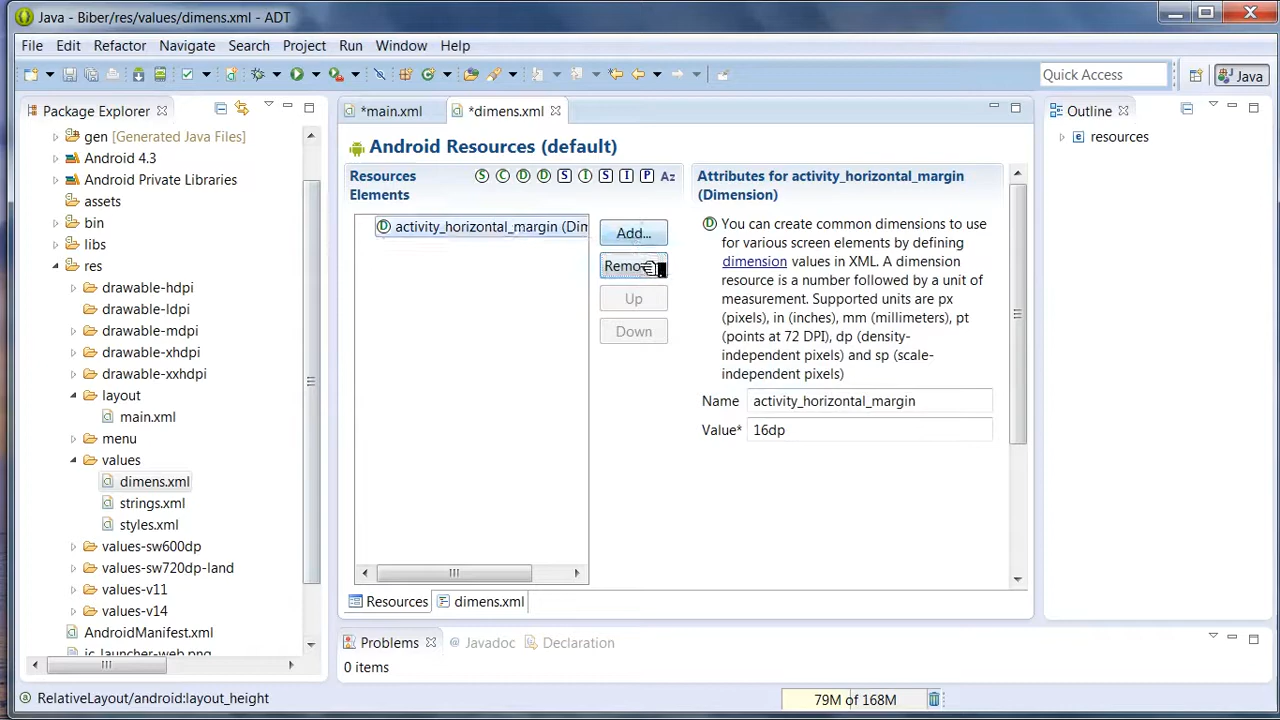 Java - Biber/res/values/dimens.xml - ADT
File Edit Refactor Navigate Search Project Run Window Help
Quick Access
Java
Package Explorer
gen [Generated Java Files]
Android 4.3
Android Private Libraries
assets
bin
libs
res
drawable-hdpi
drawable-ldpi
drawable-mdpi
drawable-xhdpi
drawable-xxhdpi
layout
main.xml
menu
values
dimens.xml
strings.xml
styles.xml
values-sw600dp
values-sw720dp-land
values-v11
values-v14
AndroidManifest.xml
ic_launcher-web.png
*main.xml
*dimens.xml
Android Resources (default)
Resources
Elements
S C D D S I S I P Az
D activity_horizontal_margin (Dim
Add...
Up
Down
Attributes for activity_horizontal_margin
(Dimension)
D You can create common dimensions to use
for various screen elements by defining
dimension values in XML. A dimension
resource is a number followed by a unit of
measurement. Supported units are px
(pixels), in (inches), mm (millimeters), pt
(points at 72 DPI), dp (density-
independent pixels) and sp (scale-
independent pixels)
Name activity_horizontal_margin
Value* 16dp
Resources
dimens.xml
Outline
resources
Problems
Javadoc
Declaration
0 items
RelativeLayout/android:layout_height
79M of 168M